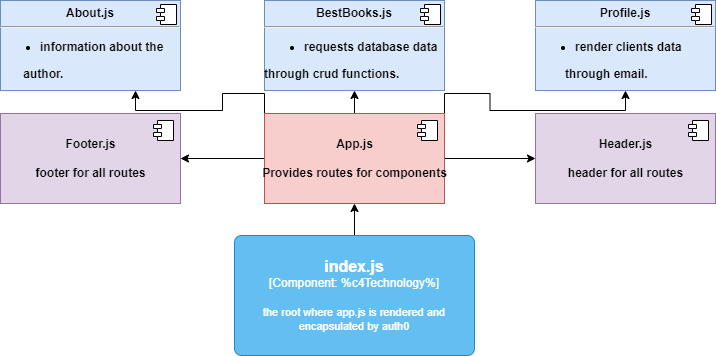 About.js
• information about the
author.
BestBooks.js
• requests database data
through crud functions.
Profile.js
• render clients data
through email.
Footer.js
footer for all routes
App.js
Provides routes for components
Header.js
header for all routes
index.js
[Component: %c4Technology%]
the root where app.js is rendered and
encapsulated by auth0